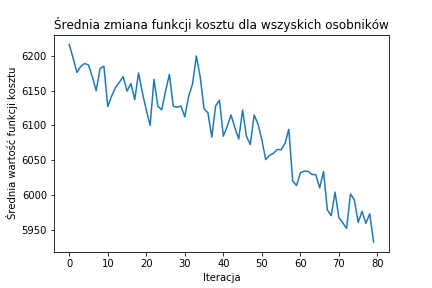 Średnia zmiana funkcji kosztu dla wszyskich osobników
Średnia wartość funkcji kosztu
6200
6150
6100
6050
6000
5950
0 10 20 30 40 50 60 70 80
Iteracja